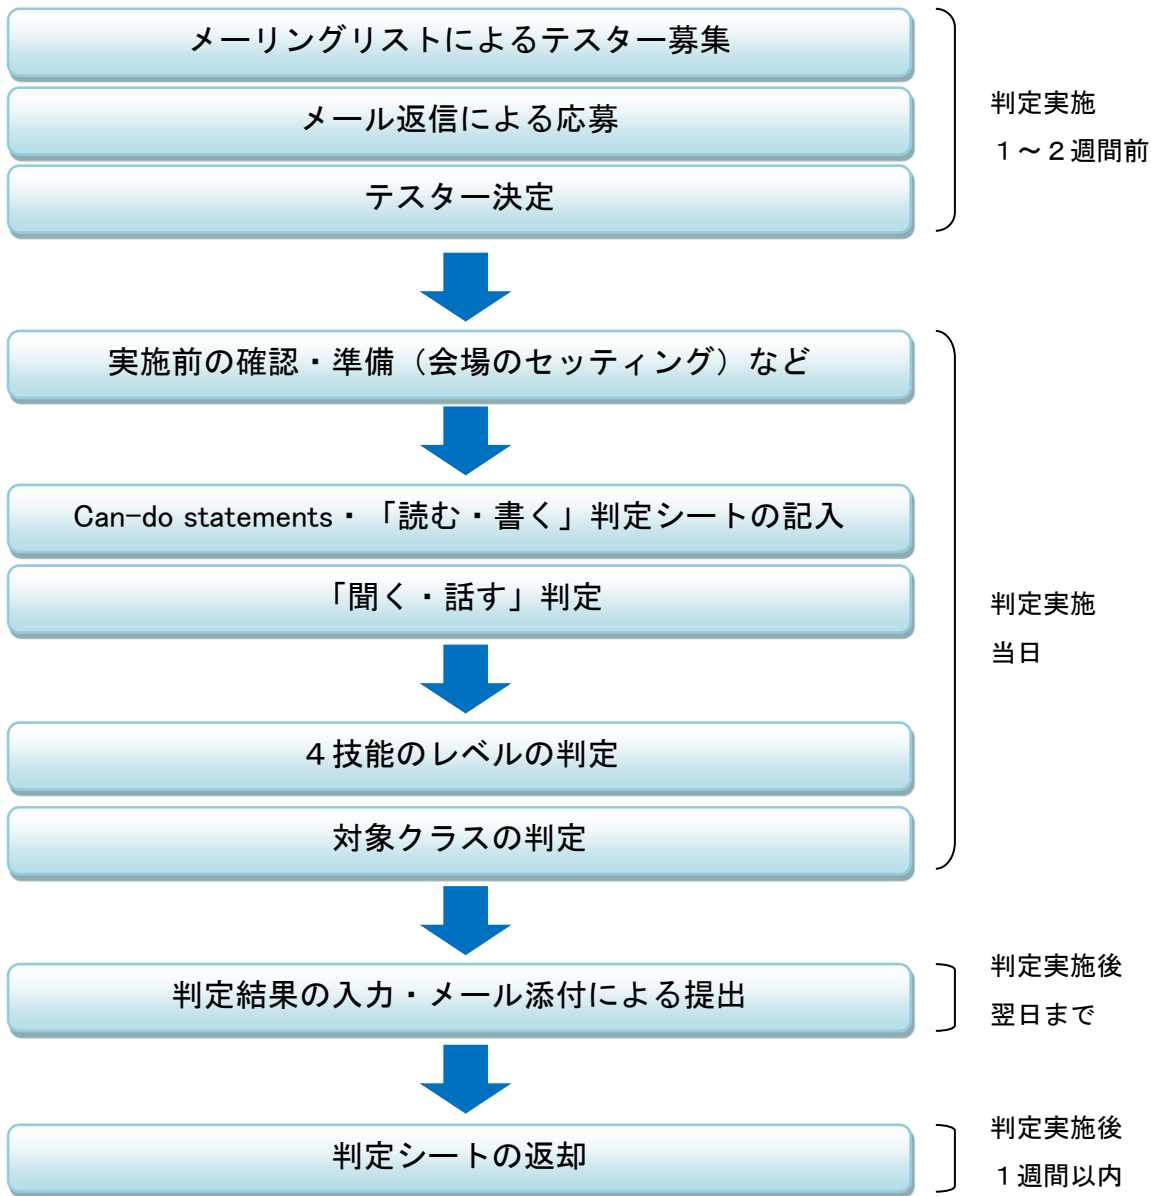 メーリングリストによるテスター募集
メール返信による応募
テスター決定
判定実施
１～２週間前
実施前の確認・準備（会場のセッティング）など
Can-do statements・「読む・書く」判定シートの記入
「聞く・話す」判定
４技能のレベルの判定
対象クラスの判定
判定実施
当日
判定結果の入力・メール添付による提出
判定実施後
翌日まで
判定シートの返却
判定実施後
１週間以内